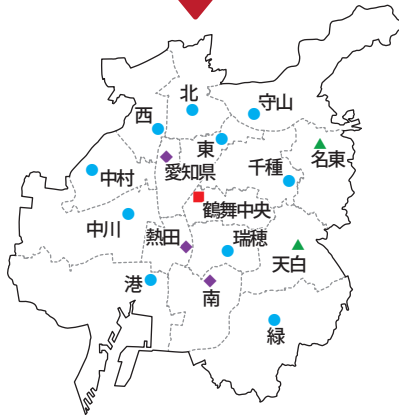 北
守山
西
東
名東
千種
愛知県
中村
鶴舞中央
中川
熱田
瑞穂
天白
港
南
緑